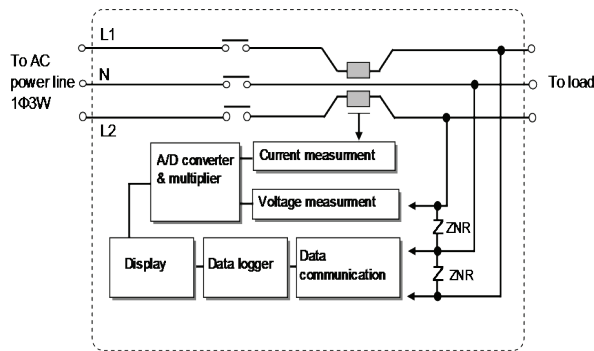 L1
To AC
power line
1Φ3W
N
To load
L2
A/D converter
& multiplier
Current measurment
Voltage measurment
ZNR
ZNR
Display
Data logger
Data
communication